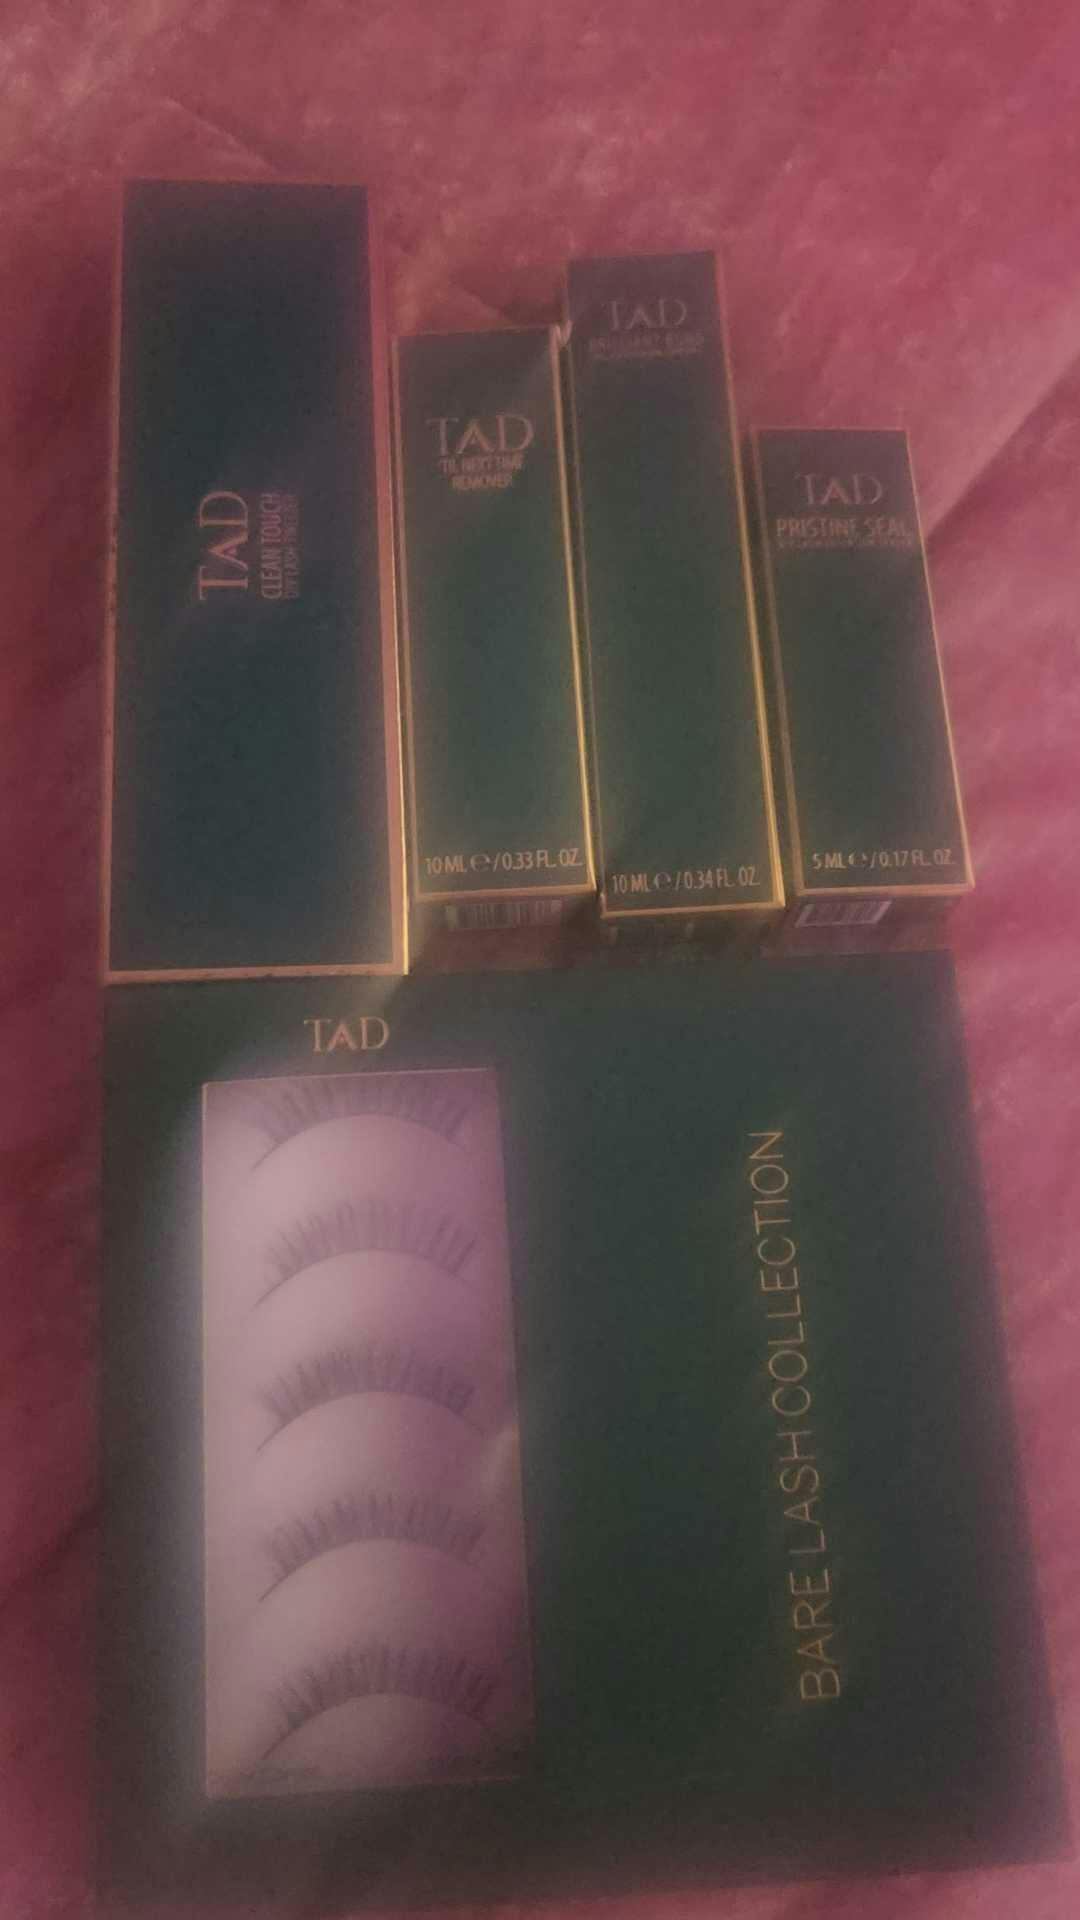 TAD
CLEAN TOUCH
TAD
'TIL NEXT TIME
REMOVER
10 ML ℮ / 0.33 FL. OZ.
TAD
BRILLIANT BOND
10 ML ℮ / 0.34 FL. OZ.
TAD
PRISTINE SEAL
5 ML ℮ / 0.17 FL. OZ.
TAD
BARE LASH COLLECTION